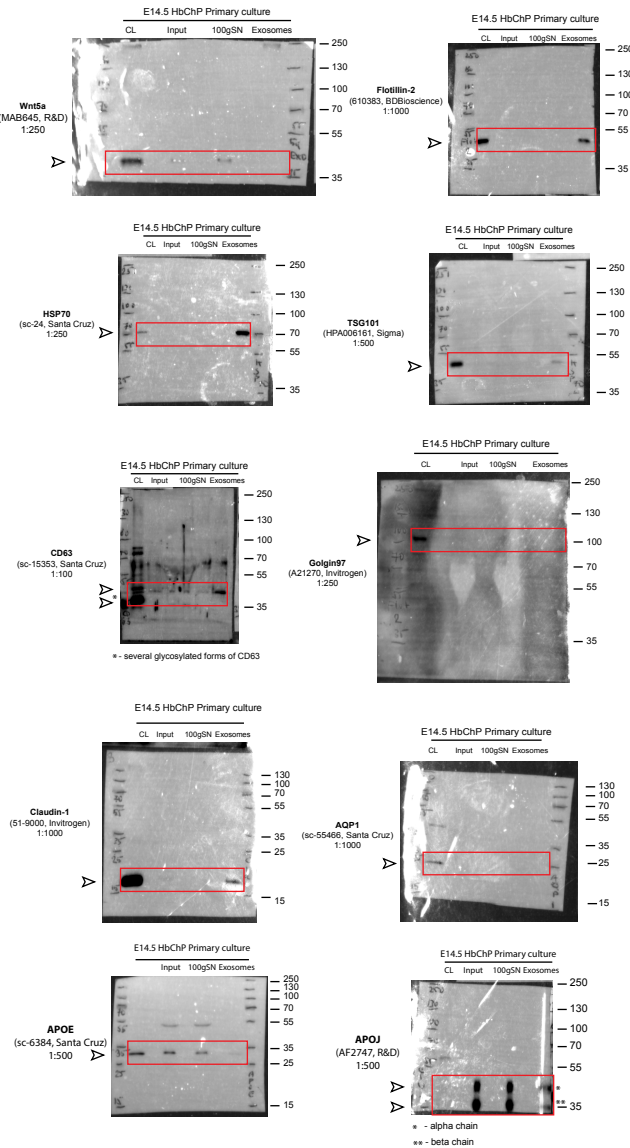 E14.5 HbChP Primary culture
CL Input 100gSN Exosomes
Wnt5a
(MAB645, R&D)
1:250
250
130
100
70
55
35
E14.5 HbChP Primary culture
CL Input 100gSN Exosomes
Flotillin-2
(610383, BDBioscience)
1:1000
250
130
100
70
55
35
E14.5 HbChP Primary culture
CL Input 100gSN Exosomes
HSP70
(sc-24, Santa Cruz)
1:250
250
130
100
70
55
35
E14.5 HbChP Primary culture
CL Input 100gSN Exosomes
TSG101
(HPA006161, Sigma)
1:500
250
130
100
70
55
35
E14.5 HbChP Primary culture
CL Input 100gSN Exosomes
CD63
(sc-15353, Santa Cruz)
1:100
*
250
130
100
70
55
35
* - several glycosylated forms of CD63
E14.5 HbChP Primary culture
CL Input 100gSN Exosomes
Golgin97
(A21270, Invitrogen)
1:250
250
130
100
70
55
35
E14.5 HbChP Primary culture
CL Input 100gSN Exosomes
Claudin-1
(51-9000, Invitrogen)
1:1000
130
100
70
55
35
25
15
E14.5 HbChP Primary culture
CL Input 100gSN Exosomes
AQP1
(sc-55466, Santa Cruz)
1:1000
130
100
70
55
35
25
15
E14.5 HbChP Primary culture
Input 100gSN Exosomes
APOE
(sc-6384, Santa Cruz)
1:500
250
130
100
70
55
35
25
15
E14.5 HbChP Primary culture
CL Input 100gSN Exosomes
APOJ
(AF2747, R&D)
1:500
250
130
100
70
55
*
**
35
* - alpha chain
** - beta chain